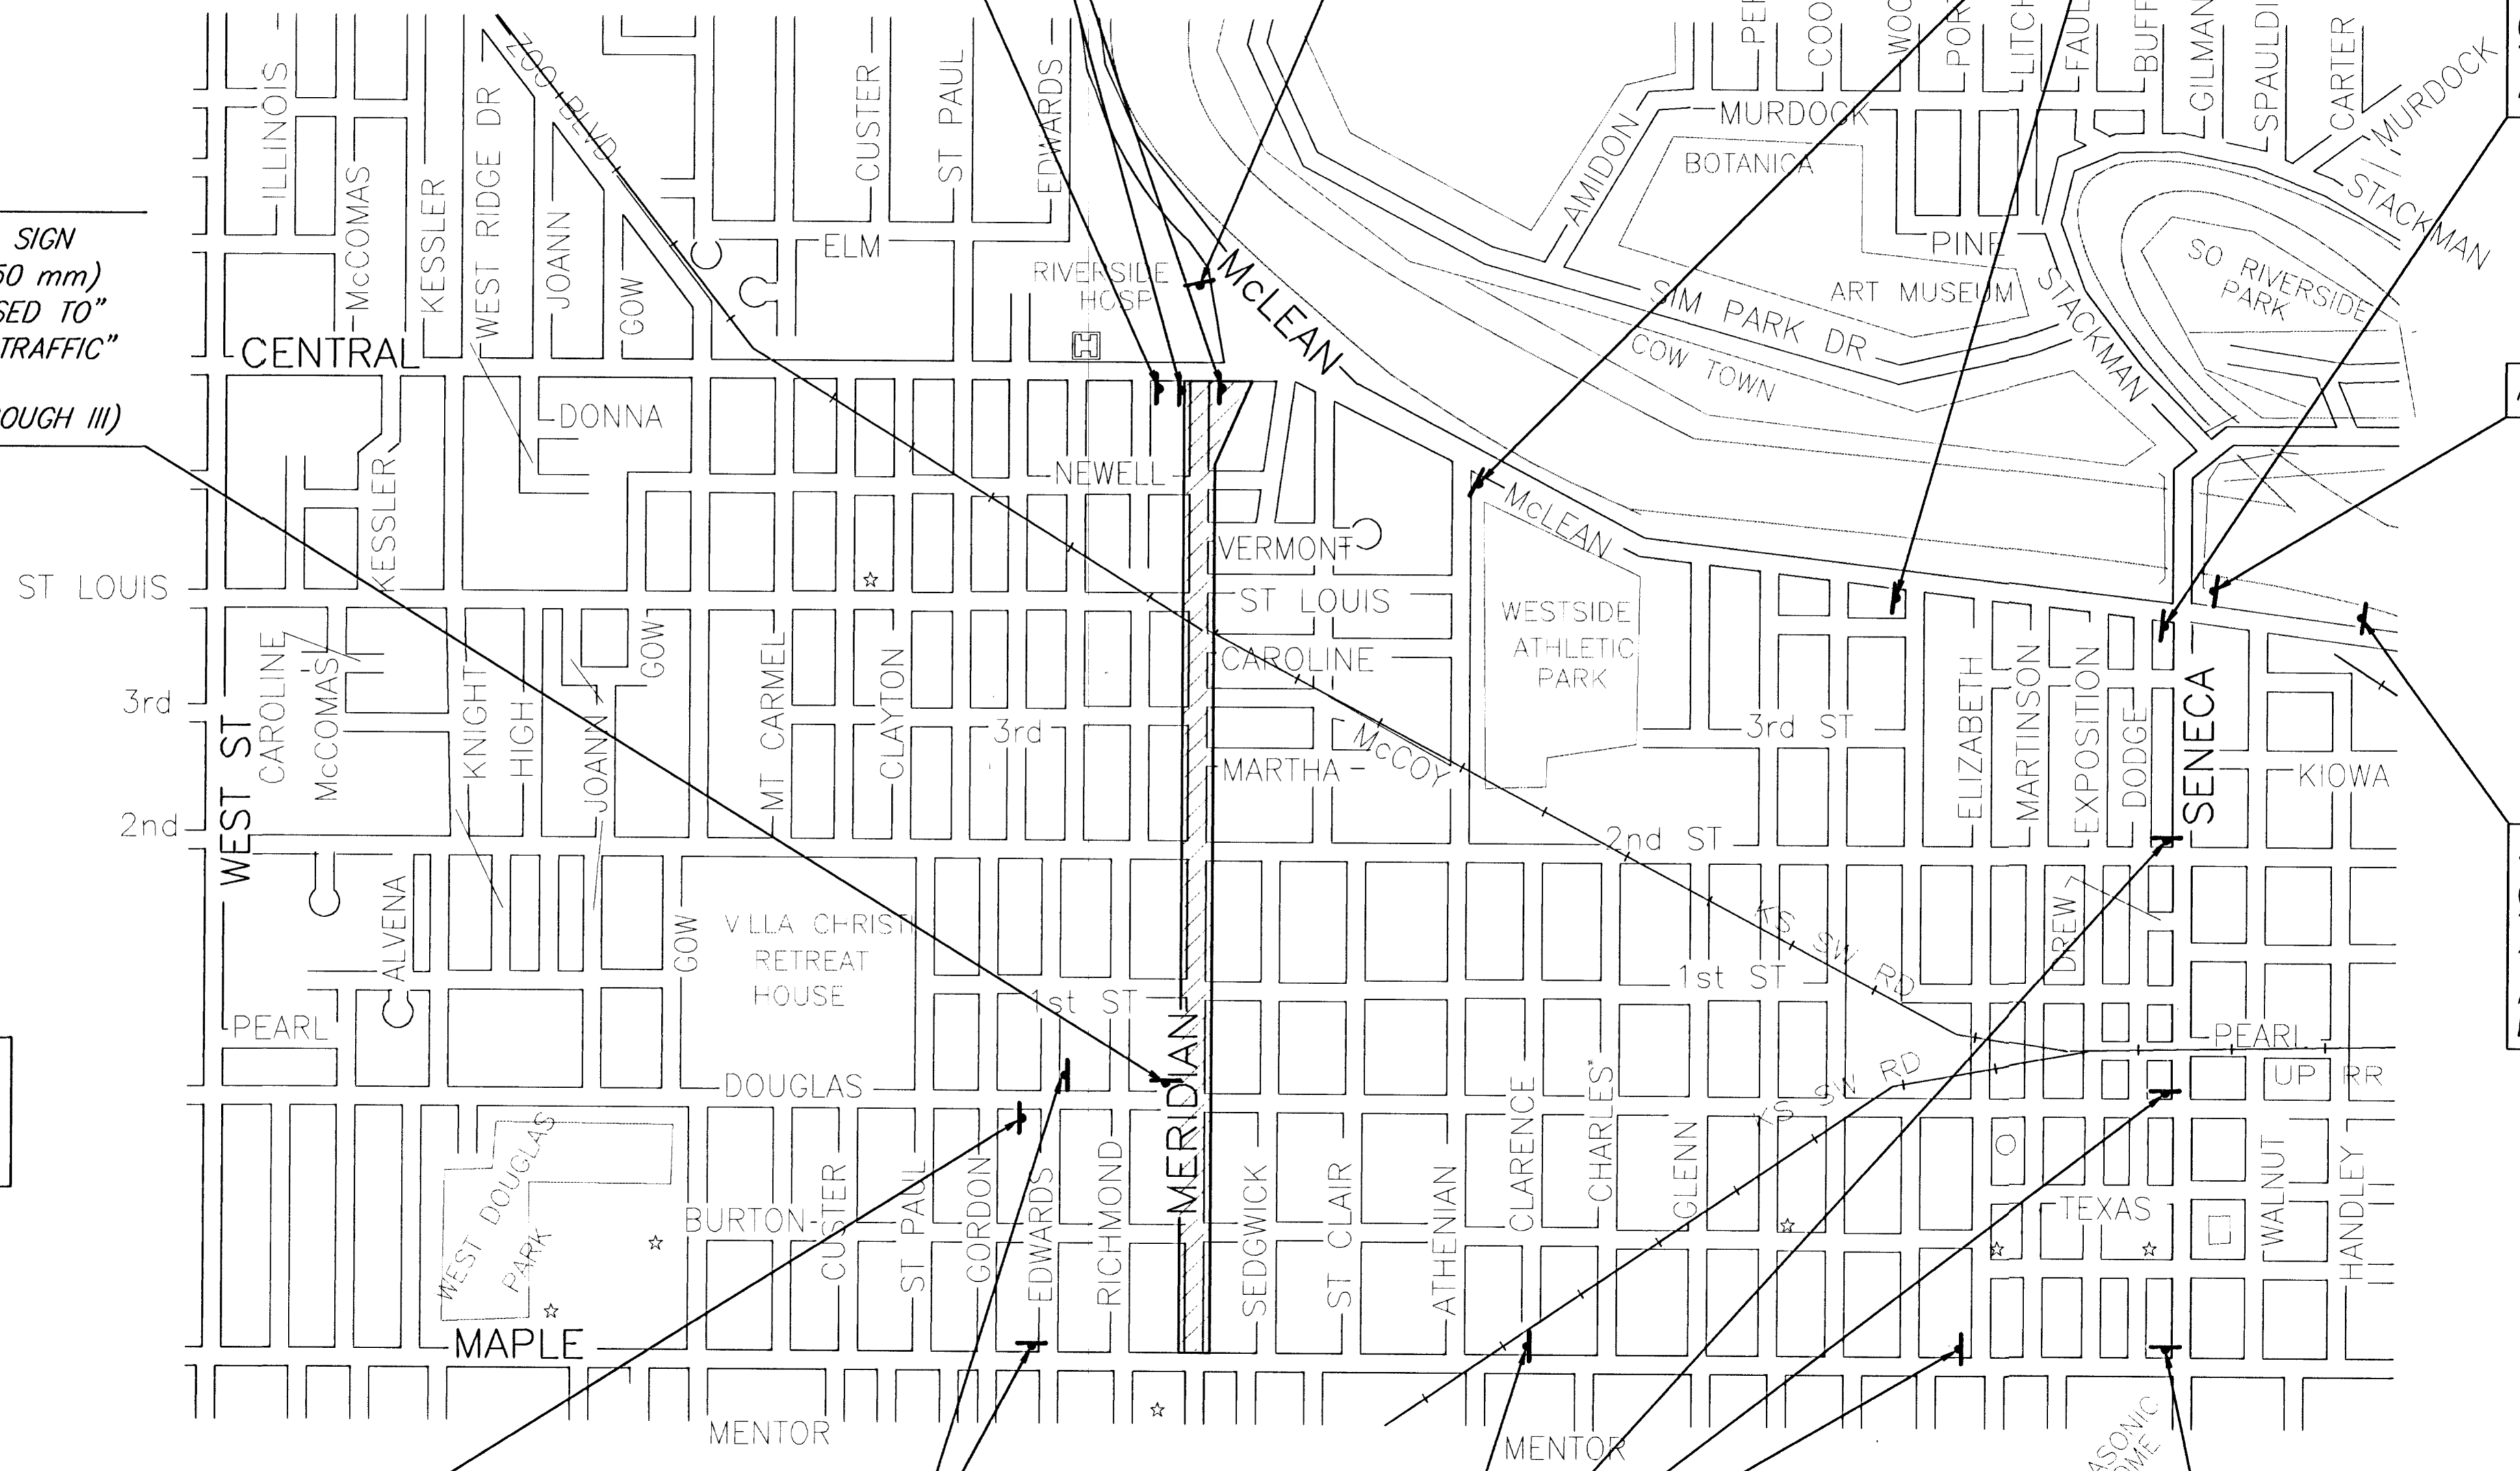 SIGN
50 mm)
SED TO"
TRAFFIC"
OUGH III)
ILLINOIS
McCOMAS
KESSLER
WEST RIDGE DR
ZOO BLVD
JOANN
GOW
CUSTER
ST PAUL
EDWARDS
ELM
RIVERSIDE
HOSP
H
McLEAN
AMIDON
MURDOCK
BOTANICA
PINE
ART MUSEUM
SIM PARK DR
COW TOWN
STACKMAN
GILMAN
CARTER
MURDOCK
STACKMAN
SO RIVERSIDE
PARK
CENTRAL
DONNA
NEWELL
KESSLER
VERMONT
McLEAN
ST LOUIS
ST LOUIS
CAROLINE
WESTSIDE
ATHLETIC
PARK
3rd
WEST ST
CAROLINE
McCOMAS
KNIGHT
HIGH
JOANN
GOW
MT CARMEL
CLAYTON
3rd
MARTHA
McCOY
3rd ST
ELIZABETH
MARTINSON
EXPOSITION
DODGE
SENECA
KIOWA
2nd
2nd ST
ALVENA
GOW
VLLA CHRISTI
RETREAT
HOUSE
KS SW RD
DREW
1st ST
1st ST
PEARL
PEARL
MERIDIAN
DOUGLAS
KS SW RD
UP RR
WEST DOUGLAS
PARK
BURTON
CUSTER
ST PAUL
GORDON
EDWARDS
RICHMOND
SEDGWICK
ST CLAIR
ATHENIAN
CLARENCE
CHARLES
GLENN
TEXAS
WALNUT
HANDLEY
MAPLE
MENTOR
MENTOR